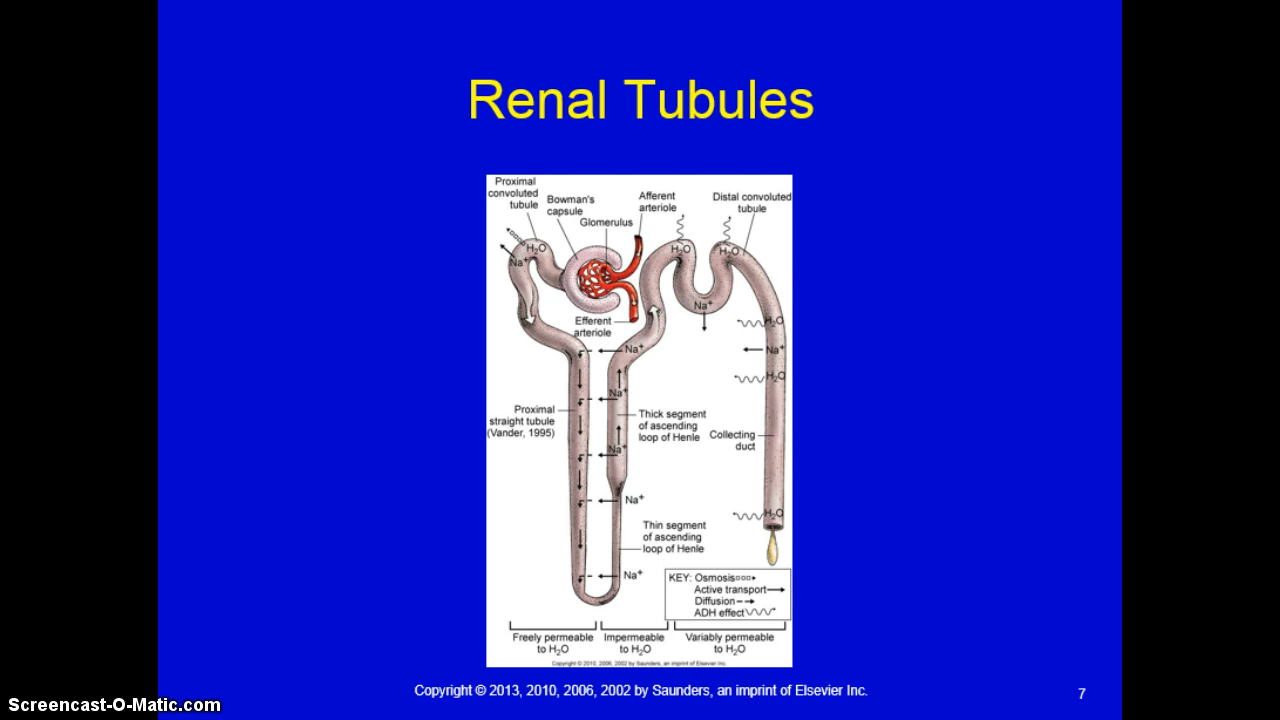 Renal Tubules
Proximal
convoluted
tubule
Bowman's
capsule
Glomerulus
Afferent
arteriole
Distal convoluted
tubule
H₂O
Na⁺
H₂O
H₂O
Na⁺
Efferent
arteriole
H₂O
Na⁺
H₂O
Na⁺
Na⁺
Na⁺
Na⁺
Na⁺
Proximal
straight tubule
(Vander, 1995)
Thick segment
of ascending
loop of Henle
Collecting
duct
H₂O
Thin segment
of ascending
loop of Henle
KEY: Osmosis
Active transport
Diffusion
ADH effect
Freely permeable
to H₂O
Impermeable
to H₂O
Variably permeable
to H₂O
Copyright © 2010, 2006, 2002 by Saunders, an imprint of Elsevier Inc.
Copyright © 2013, 2010, 2006, 2002 by Saunders, an imprint of Elsevier Inc.
7
Screencast-O-Matic.com